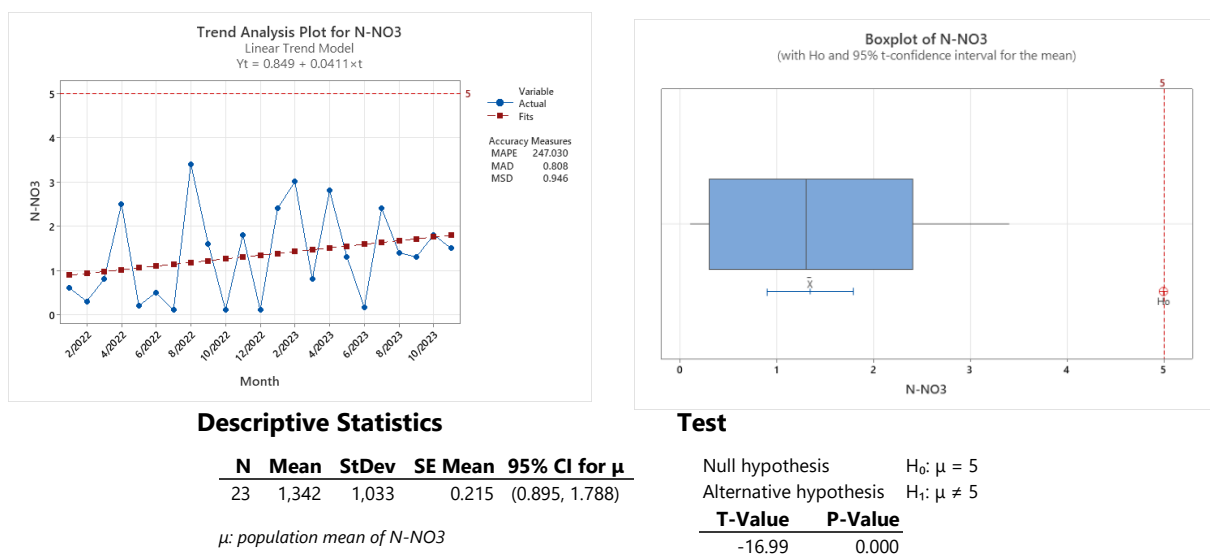 Trend Analysis Plot for N-NO3
Linear Trend Model
Yt = 0.849 + 0.0411×t
5
4
3
2
1
0
N-NO3
5
2/2022
4/2022
6/2022
8/2022
10/2022
12/2022
2/2023
4/2023
6/2023
8/2023
10/2023
Month
Variable
Actual
Fits
Accuracy Measures
MAPE 247.030
MAD 0.808
MSD 0.946
Boxplot of N-NO3
(with Ho and 95% t-confidence interval for the mean)
5
X̄
Ho
0 1 2 3 4 5
N-NO3
Descriptive Statistics
N Mean StDev SE Mean 95% CI for μ
23 1,342 1,033 0.215 (0.895, 1.788)
μ: population mean of N-NO3
Test
Null hypothesis H₀: μ = 5
Alternative hypothesis H₁: μ ≠ 5
T-Value P-Value
-16.99 0.000